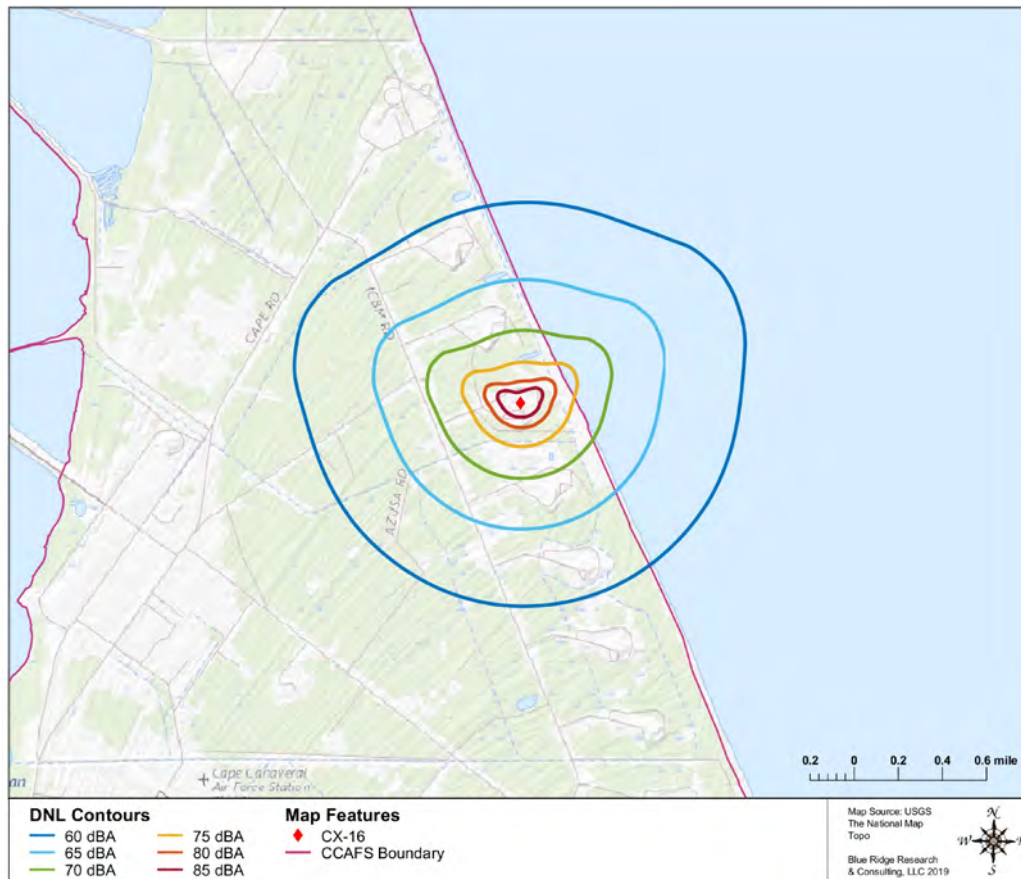 CAPE RD
ICBM RD
AZUSA RD
an
Cape Canaveral
Air Force Station
0.2 0 0.2 0.4 0.6 mile
DNL Contours
60 dBA
65 dBA
70 dBA
75 dBA
80 dBA
85 dBA
Map Features
CX-16
CCAFS Boundary
Map Source: USGS
The National Map
Topo
Blue Ridge Research
& Consulting, LLC 2019
N
W
S